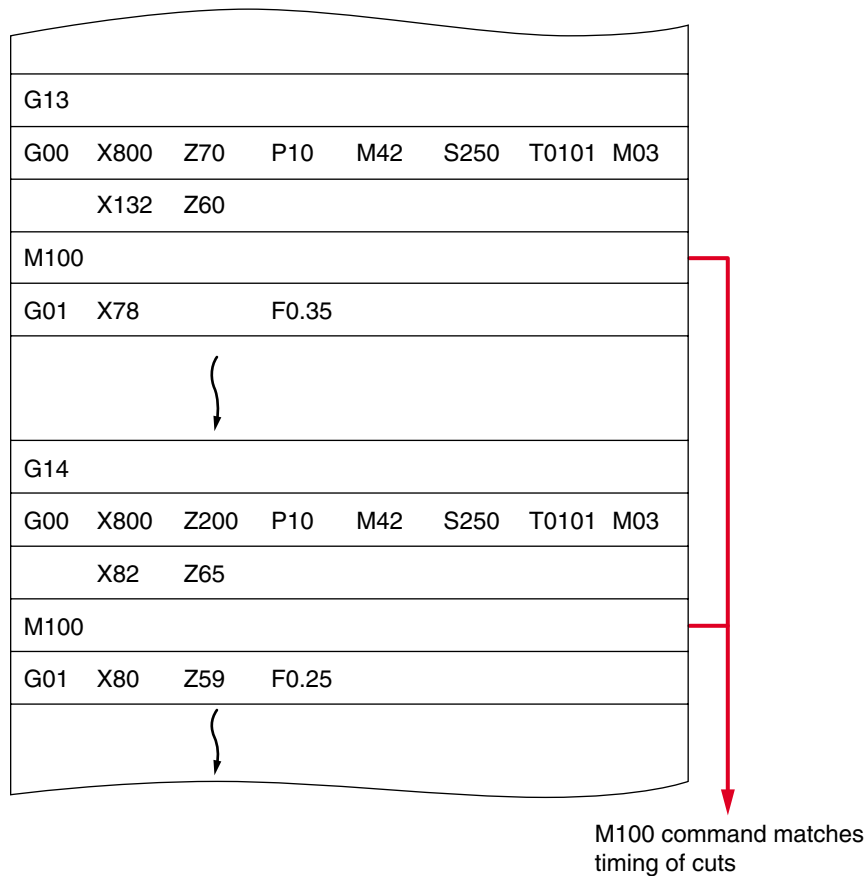 G13
G00 X800 Z70 P10 M42 S250 T0101 M03
X132 Z60
M100
G01 X78 F0.35
G14
G00 X800 Z200 P10 M42 S250 T0101 M03
X82 Z65
M100
G01 X80 Z59 F0.25
M100 command matches
timing of cuts